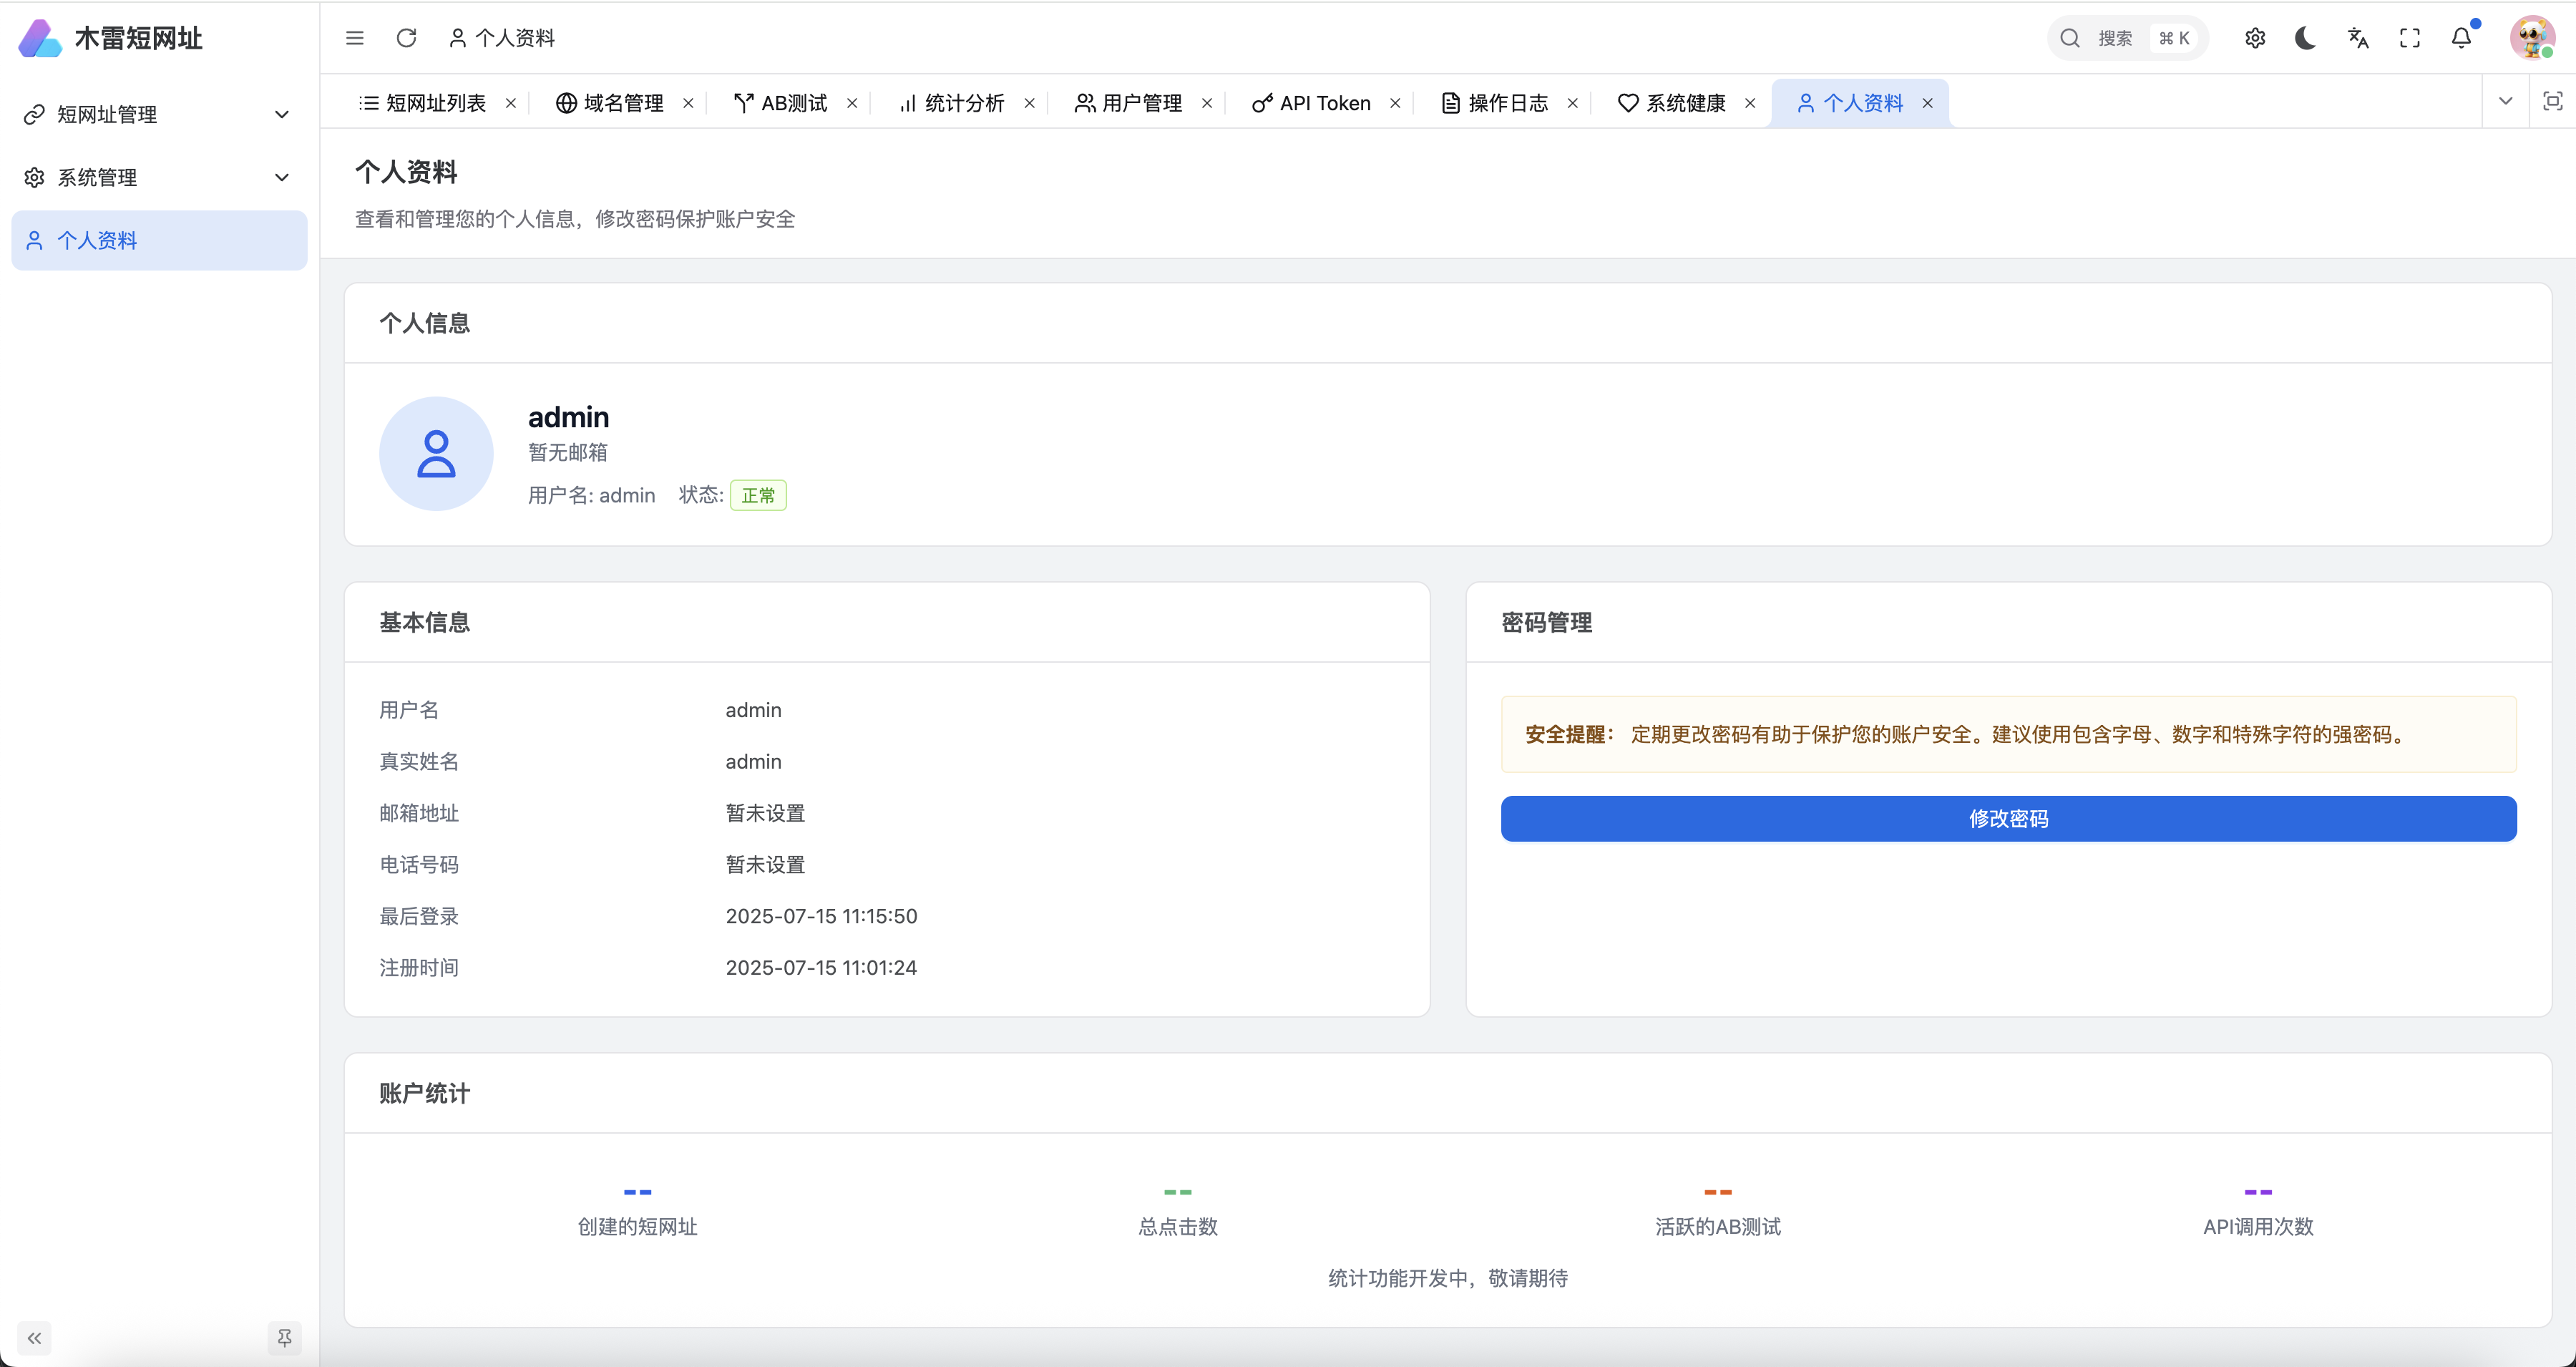 木雷短网址
个人资料
搜索 ⌘ K
短网址管理
系统管理
个人资料
短网址列表 域名管理 AB测试 统计分析 用户管理 API Token 操作日志 系统健康 个人资料
个人资料
查看和管理您的个人信息，修改密码保护账户安全
个人信息
admin
暂无邮箱
用户名: admin 状态: 正常
基本信息
用户名 admin
真实姓名 admin
邮箱地址 暂未设置
电话号码 暂未设置
最后登录 2025-07-15 11:15:50
注册时间 2025-07-15 11:01:24
密码管理
安全提醒： 定期更改密码有助于保护您的账户安全。建议使用包含字母、数字和特殊字符的强密码。
修改密码
账户统计
-- -- -- --
创建的短网址 总点击数 活跃的AB测试 API调用次数
统计功能开发中，敬请期待